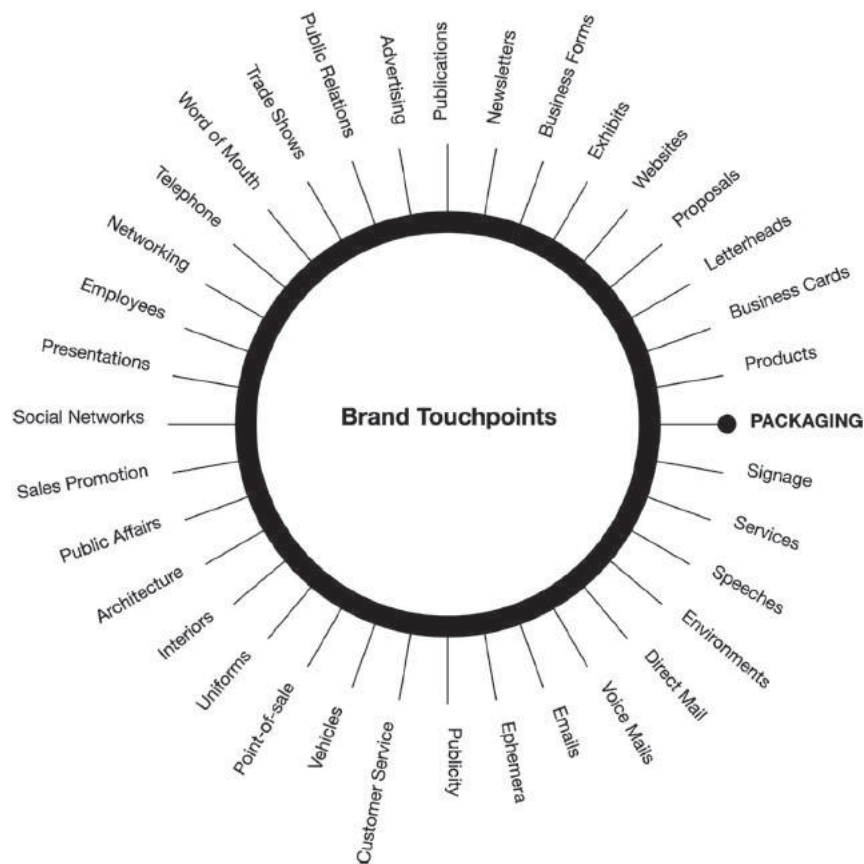 Publications
Newsletters
Business Forms
Exhibits
Websites
Proposals
Letterheads
Business Cards
Products
PACKAGING
Signage
Services
Speeches
Environments
Direct Mail
Voice Mails
Emails
Ephemera
Publicity
Customer Service
Vehicles
Point-of-sale
Uniforms
Interiors
Architecture
Public Affairs
Sales Promotion
Social Networks
Presentations
Employees
Networking
Telephone
Word of Mouth
Trade Shows
Public Relations
Advertising
Brand Touchpoints